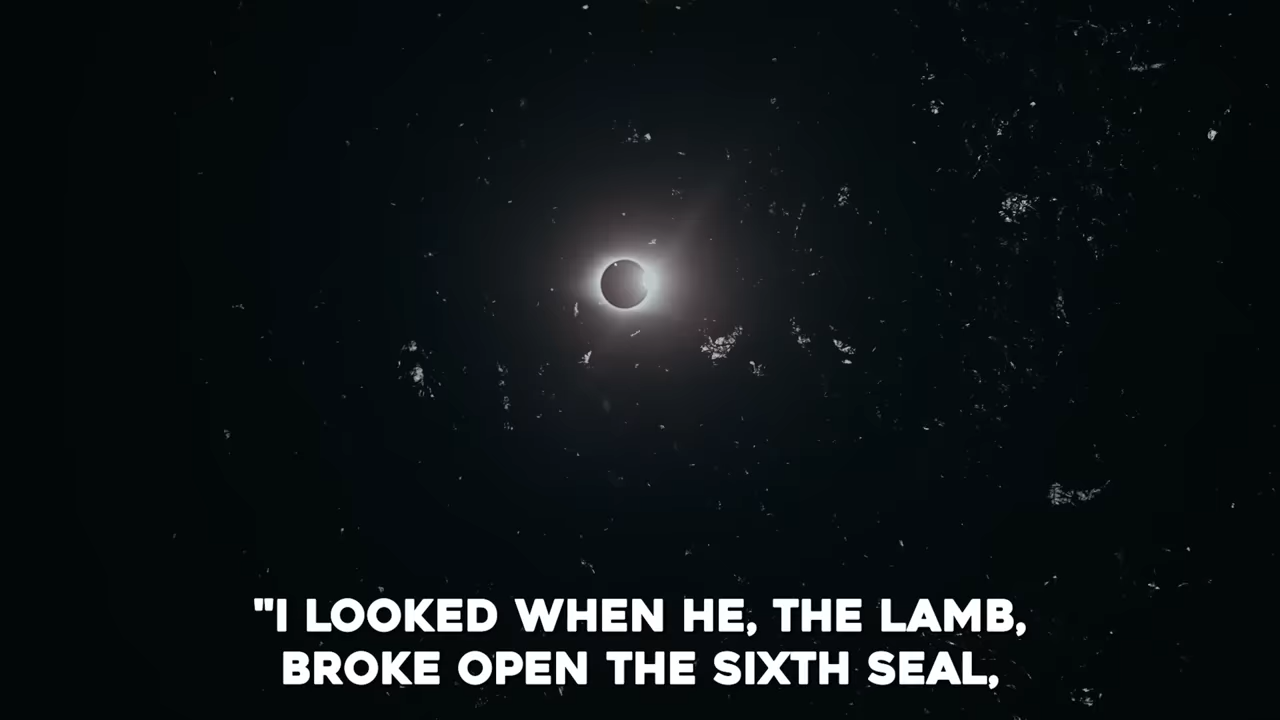 "I LOOKED WHEN HE, THE LAMB,
BROKE OPEN THE SIXTH SEAL,